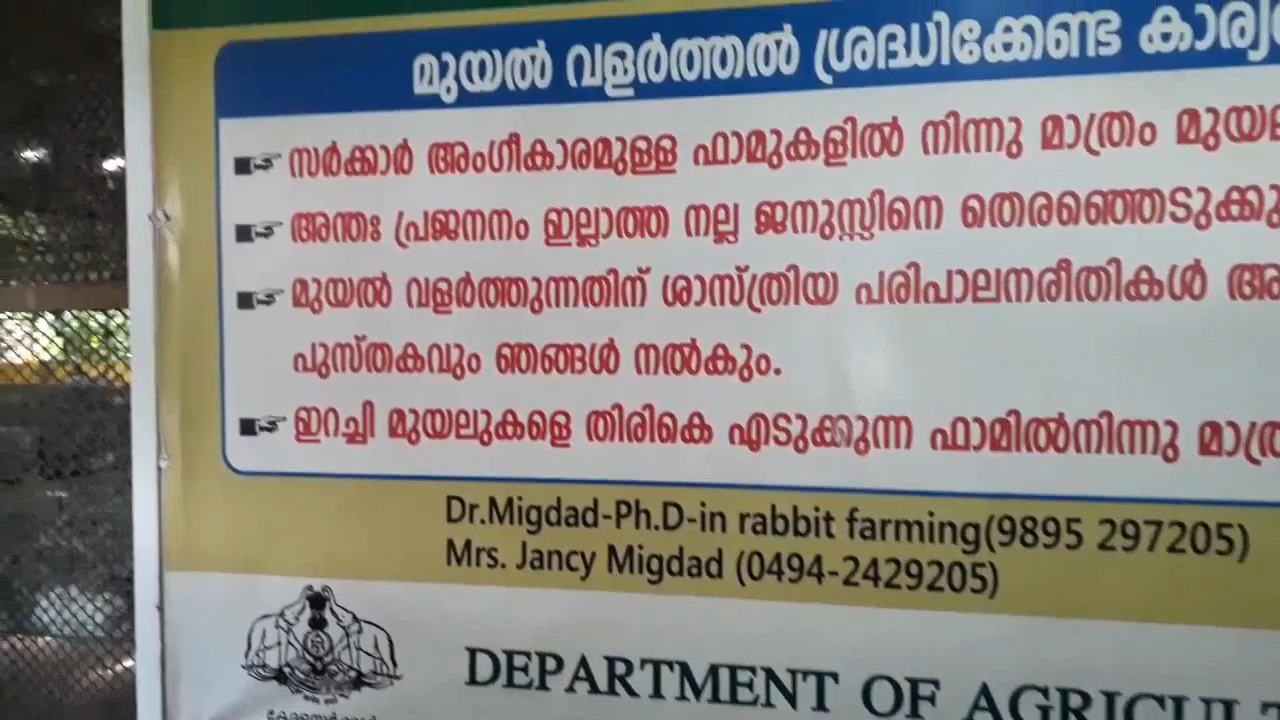 മുയൽ വളർത്തൽ ശ്രദ്ധിക്കേണ്ട
സർക്കാർ അംഗീകാരമുള്ള ഫാമുകളിൽ നിന്നു മാത്രം
അന്തഃ പ്രജനനം ഇല്ലാത്ത നല്ല ജനുസ്സിനെ
മുയൽ വളർത്തുന്നതിന് ശാസ്ത്രിയ പരിപാലനരീതികൾ
പുസ്തകവും ഞങ്ങൾ നൽകും.
ഇറച്ചി മുയലുകളെ തിരികെ എടുക്കുന്ന ഫാമിൽനിന്നു
Dr.Migdad-Ph.D-in rabbit farming(9895 297205)
Mrs. Jancy Migdad (0494-2429205)
DEPARTMENT OF